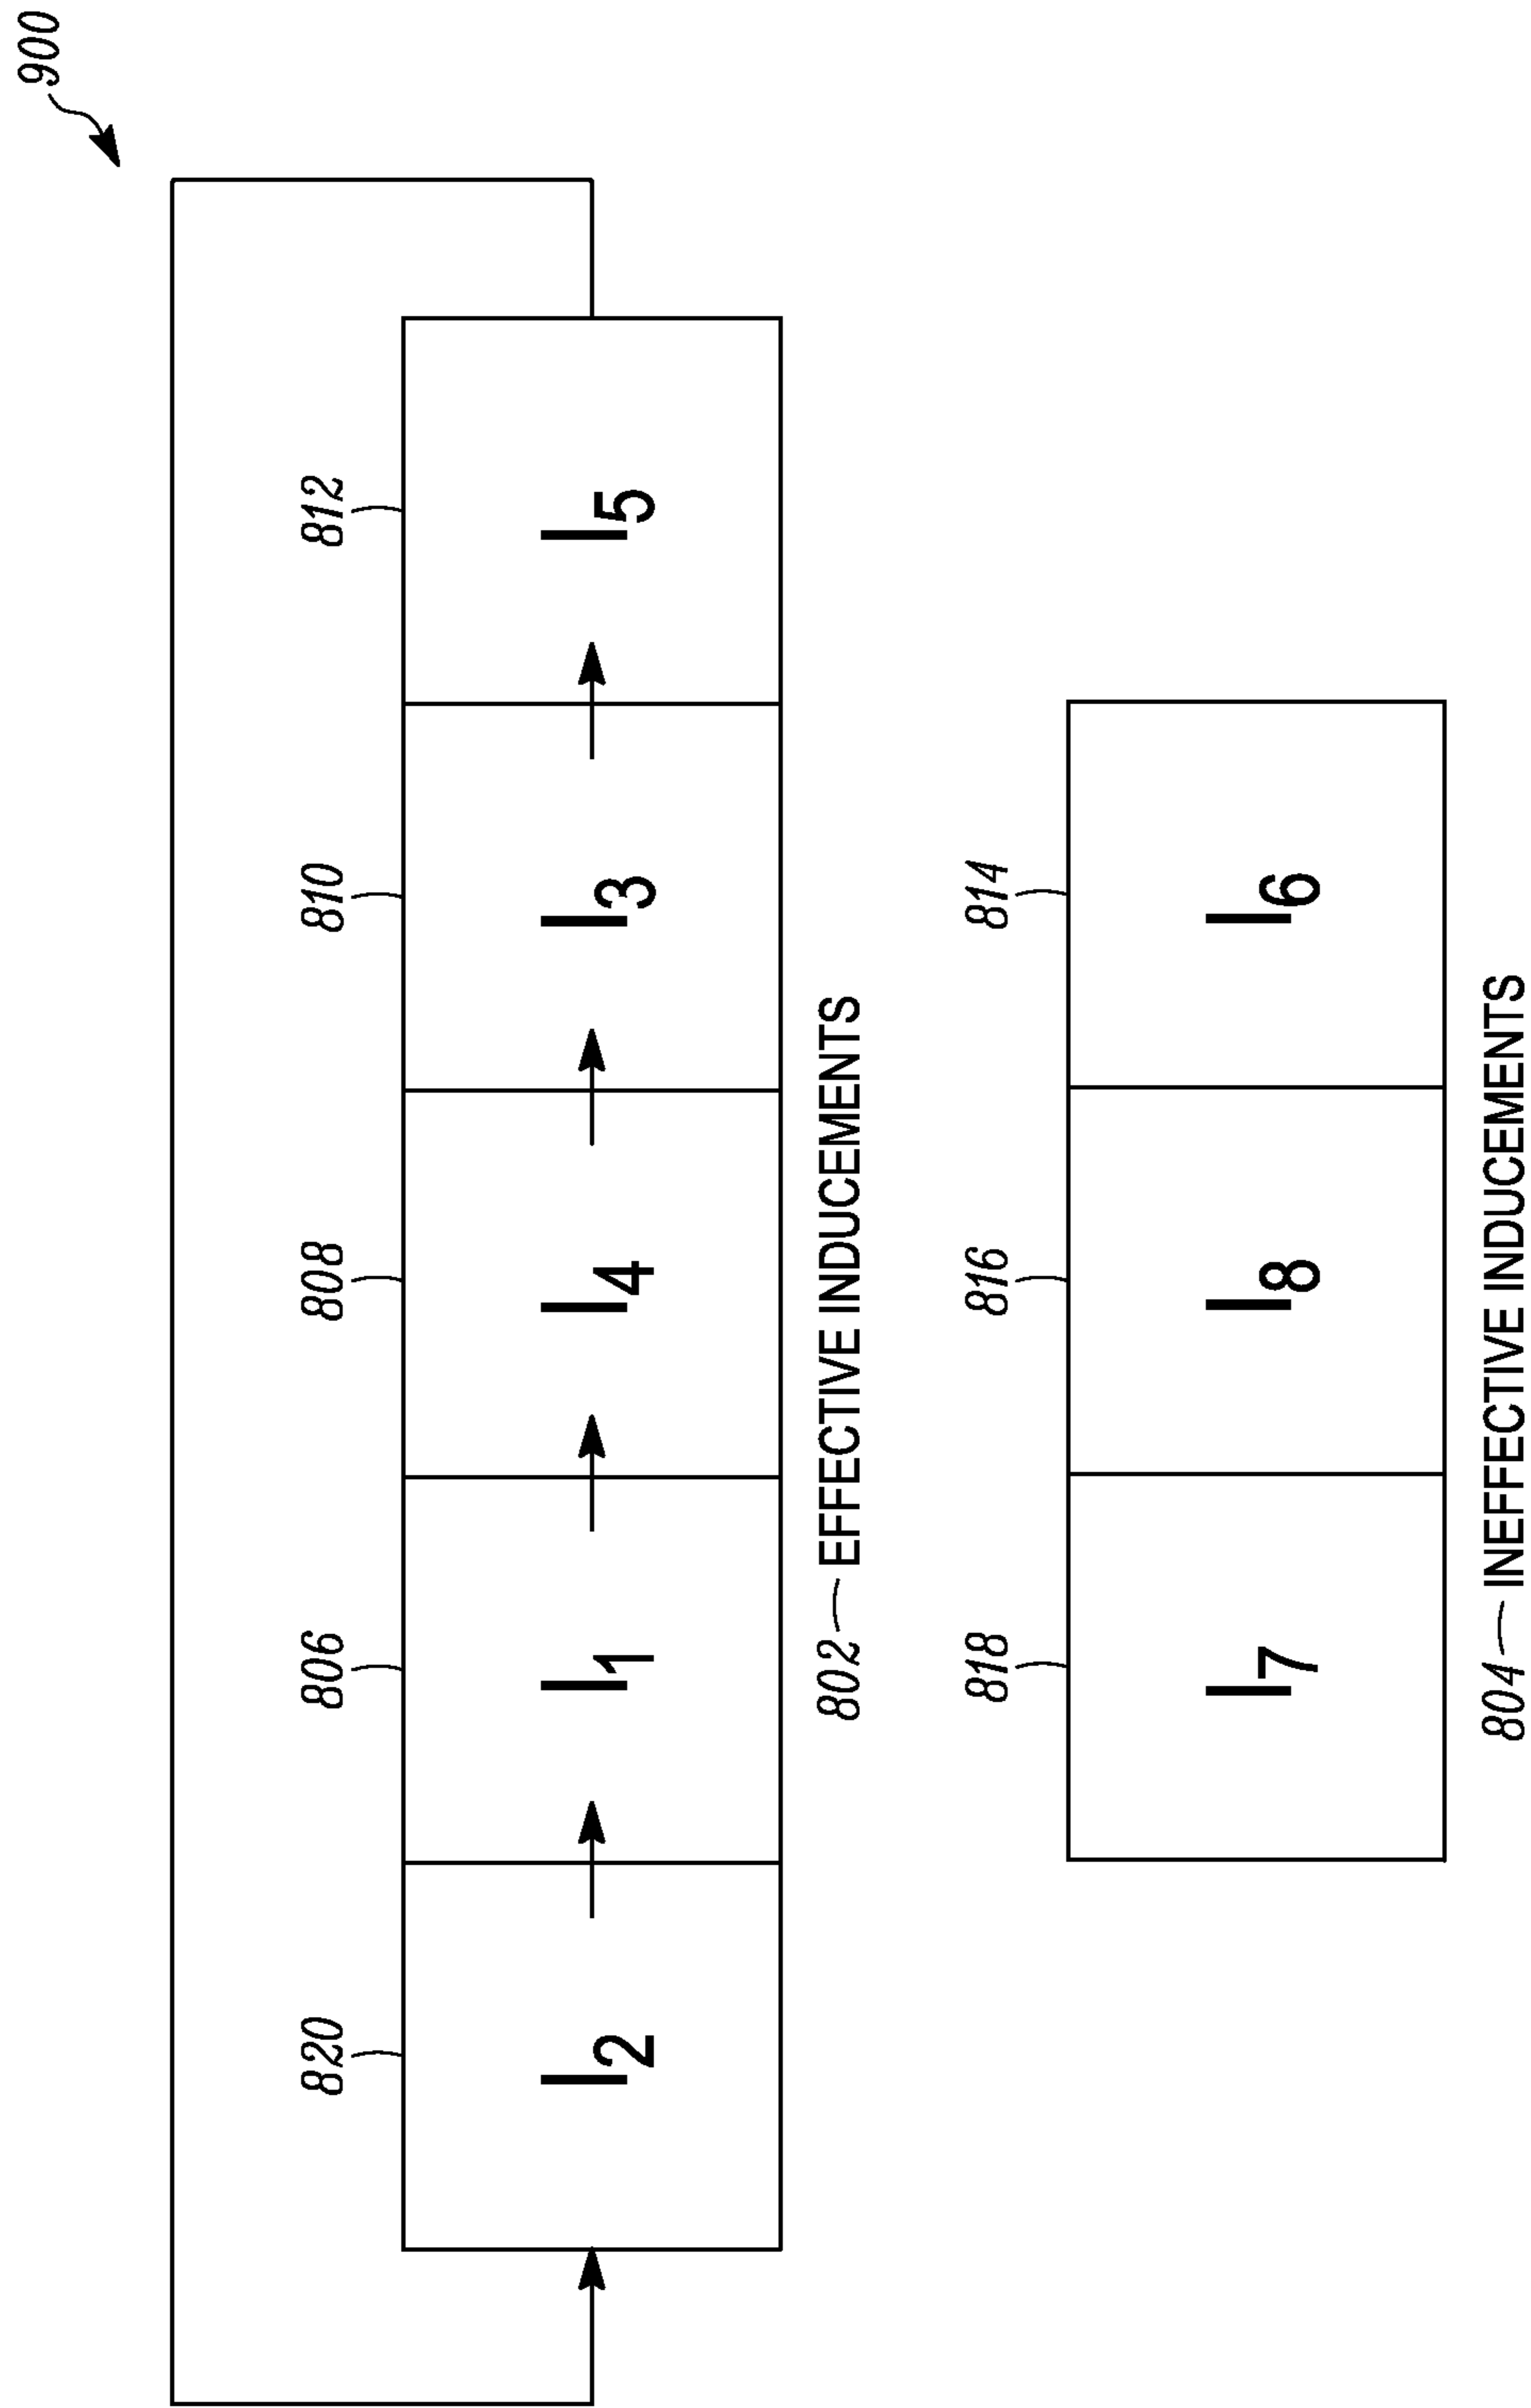 900
820 806 808 810 812
I2 I1 I4 I3 I5
802 EFFECTIVE INDUCEMENTS
818 816 814
I7 I8 I6
804 INEFFECTIVE INDUCEMENTS